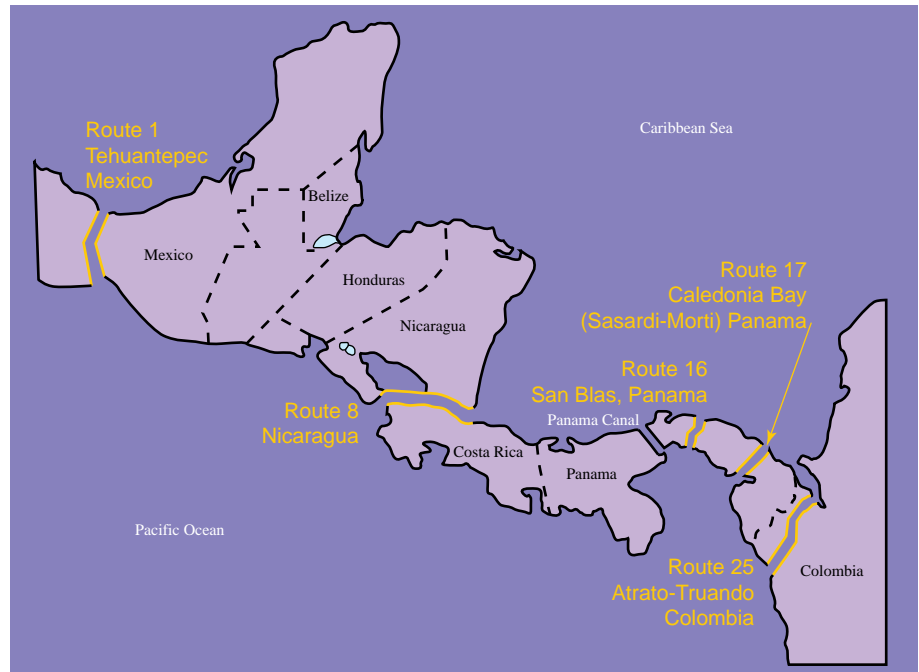 Caribbean Sea
Route 1
Tehuantepec
Mexico
Belize
Mexico
Honduras
Nicaragua
Route 17
Caledonia Bay
(Sasardi-Morti) Panama
Route 16
San Blas, Panama
Panama Canal
Route 8
Nicaragua
Costa Rica
Panama
Pacific Ocean
Route 25
Atrato-Truando
Colombia
Colombia